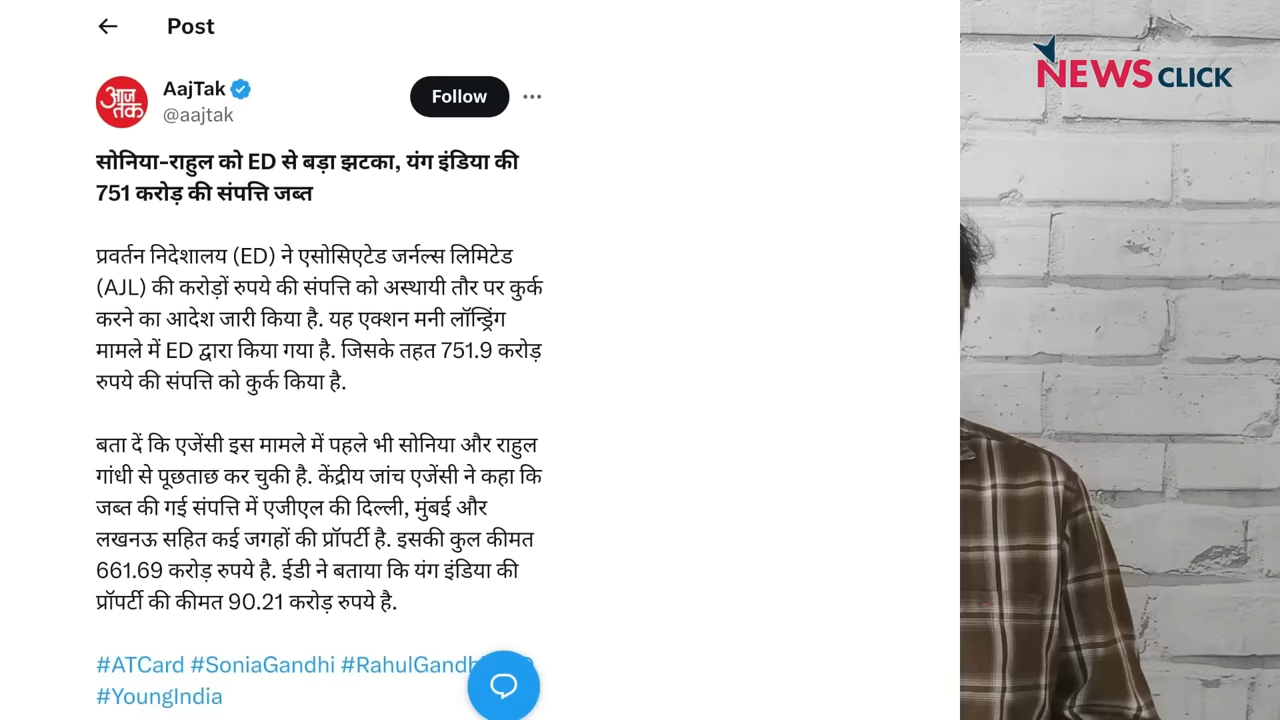 Post
आज तक
AajTak
@aajtak
Follow
सोनिया-राहुल को ED से बड़ा झटका, यंग इंडिया की
751 करोड़ की संपत्ति जब्त
प्रवर्तन निदेशालय (ED) ने एसोसिएटेड जर्नल्स लिमिटेड
(AJL) की करोड़ों रुपये की संपत्ति को अस्थायी तौर पर कुर्क
करने का आदेश जारी किया है. यह एक्शन मनी लॉन्ड्रिंग
मामले में ED द्वारा किया गया है. जिसके तहत 751.9 करोड़
रुपये की संपत्ति को कुर्क किया है.
बता दें कि एजेंसी इस मामले में पहले भी सोनिया और राहुल
गांधी से पूछताछ कर चुकी है. केंद्रीय जांच एजेंसी ने कहा कि
जब्त की गई संपत्ति में एजीएल की दिल्ली, मुंबई और
लखनऊ सहित कई जगहों की प्रॉपर्टी है. इसकी कुल कीमत
661.69 करोड़ रुपये है. ईडी ने बताया कि यंग इंडिया की
प्रॉपर्टी की कीमत 90.21 करोड़ रुपये है.
#ATCard #SoniaGandhi
#YoungIndia
NEWS CLICK